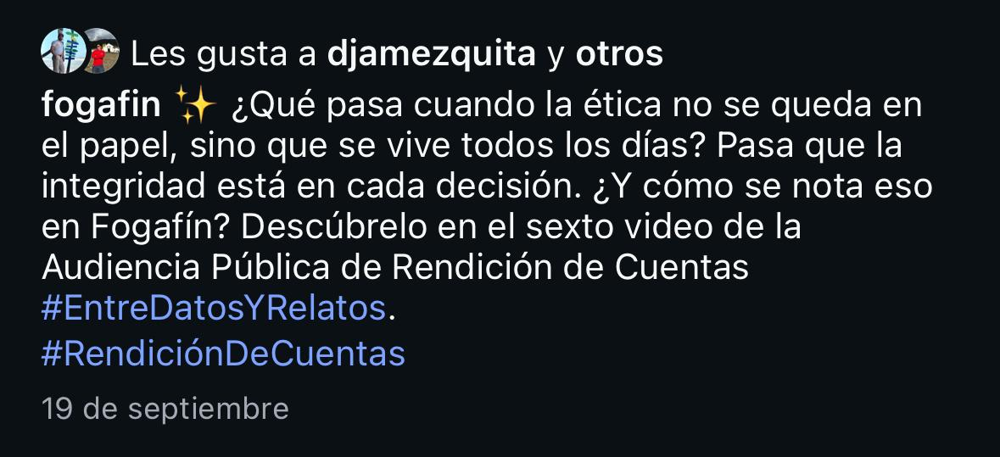 Les gusta a djamezquita y otros
fogafin ✨ ¿Qué pasa cuando la ética no se queda en
el papel, sino que se vive todos los días? Pasa que la
integridad está en cada decisión. ¿Y cómo se nota eso
en Fogafín? Descúbrelo en el sexto video de la
Audiencia Pública de Rendición de Cuentas
#EntreDatosYRelatos.
#RendiciónDeCuentas
19 de septiembre